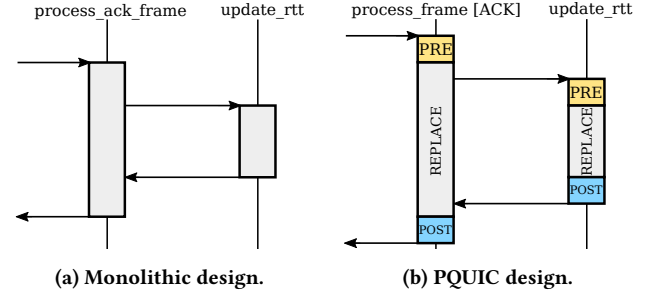 process_ack_frame
update_rtt
(a) Monolithic design.
process_frame [ACK]
update_rtt
PRE
PRE
REPLACE
REPLACE
POST
POST
(b) PQUIC design.